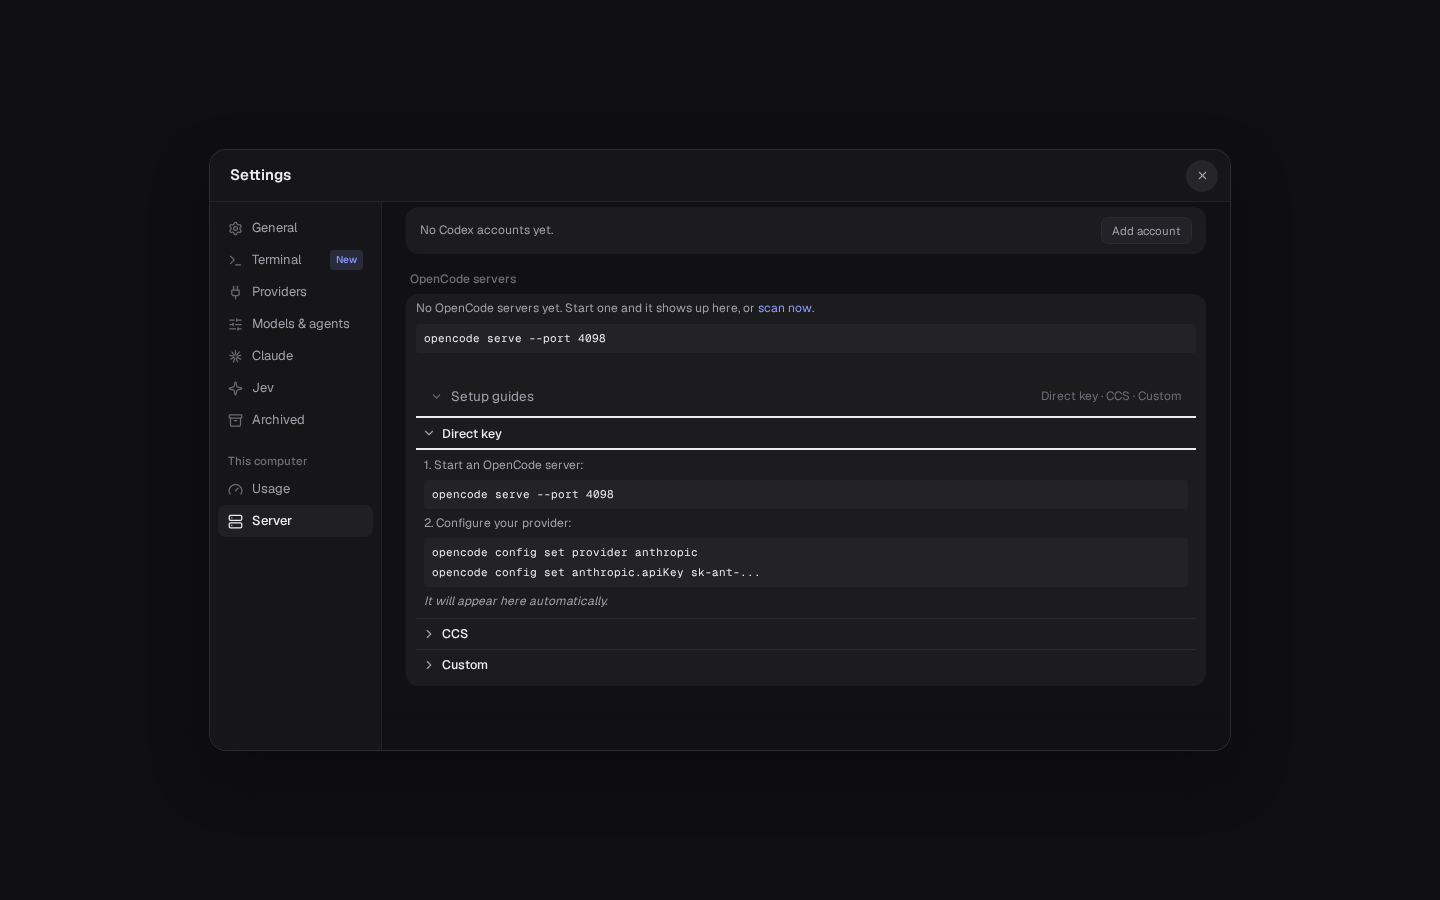 Settings
General
Terminal
New
Providers
Models & agents
Claude
Jev
Archived
This computer
Usage
Server
No Codex accounts yet.
Add account
OpenCode servers
No OpenCode servers yet. Start one and it shows up here, or scan now.
opencode serve --port 4098
Setup guides
Direct key · CCS · Custom
Direct key
1. Start an OpenCode server:
opencode serve --port 4098
2. Configure your provider:
opencode config set provider anthropic
opencode config set anthropic.apiKey sk-ant-...
It will appear here automatically.
CCS
Custom